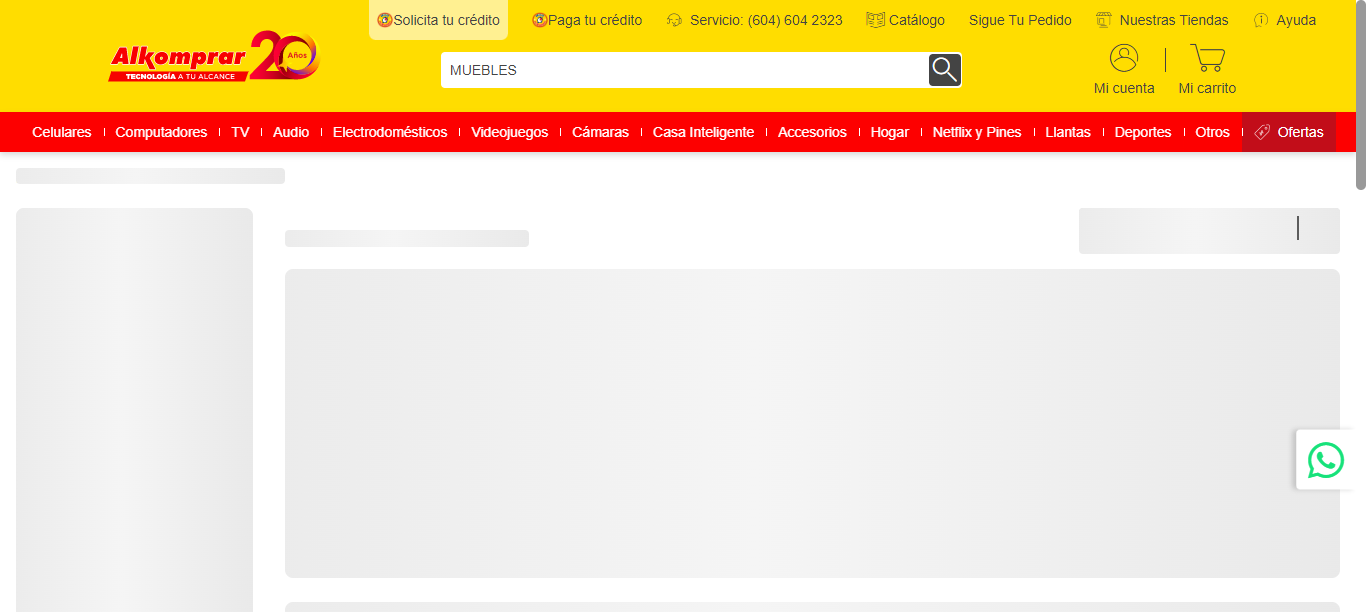 Solicita tu crédito Paga tu crédito Servicio: (604) 604 2323 Catálogo Sigue Tu Pedido Nuestras Tiendas Ayuda
Alkomprar 20 Años
TECNOLOGÍA A TU ALCANCE
MUEBLES
Mi cuenta Mi carrito
Celulares Computadores TV Audio Electrodomésticos Videojuegos Cámaras Casa Inteligente Accesorios Hogar Netflix y Pines Llantas Deportes Otros Ofertas